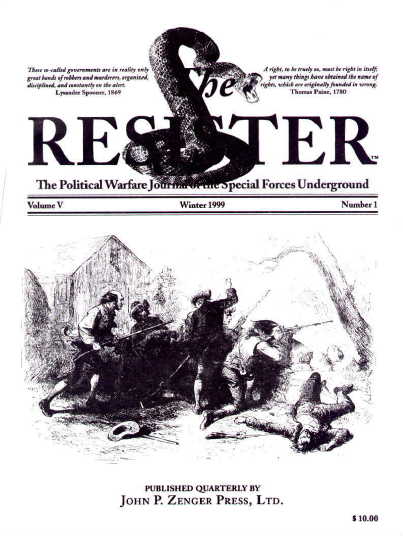 These so-called governments are in reality only
great bands of robbers and murderers, organized,
disciplined, and constantly on the alert.
Lysander Spooner, 1869
A right, to be truely so, must be right in itself;
yet many things have obtained the name of
rights, which are originally founded in wrong.
Thomas Paine, 1780
The
RESISTER™
The Political Warfare Journal of the Special Forces Underground
Volume V Winter 1999 Number 1
PUBLISHED QUARTERLY BY
JOHN P. ZENGER PRESS, LTD.
$10.00